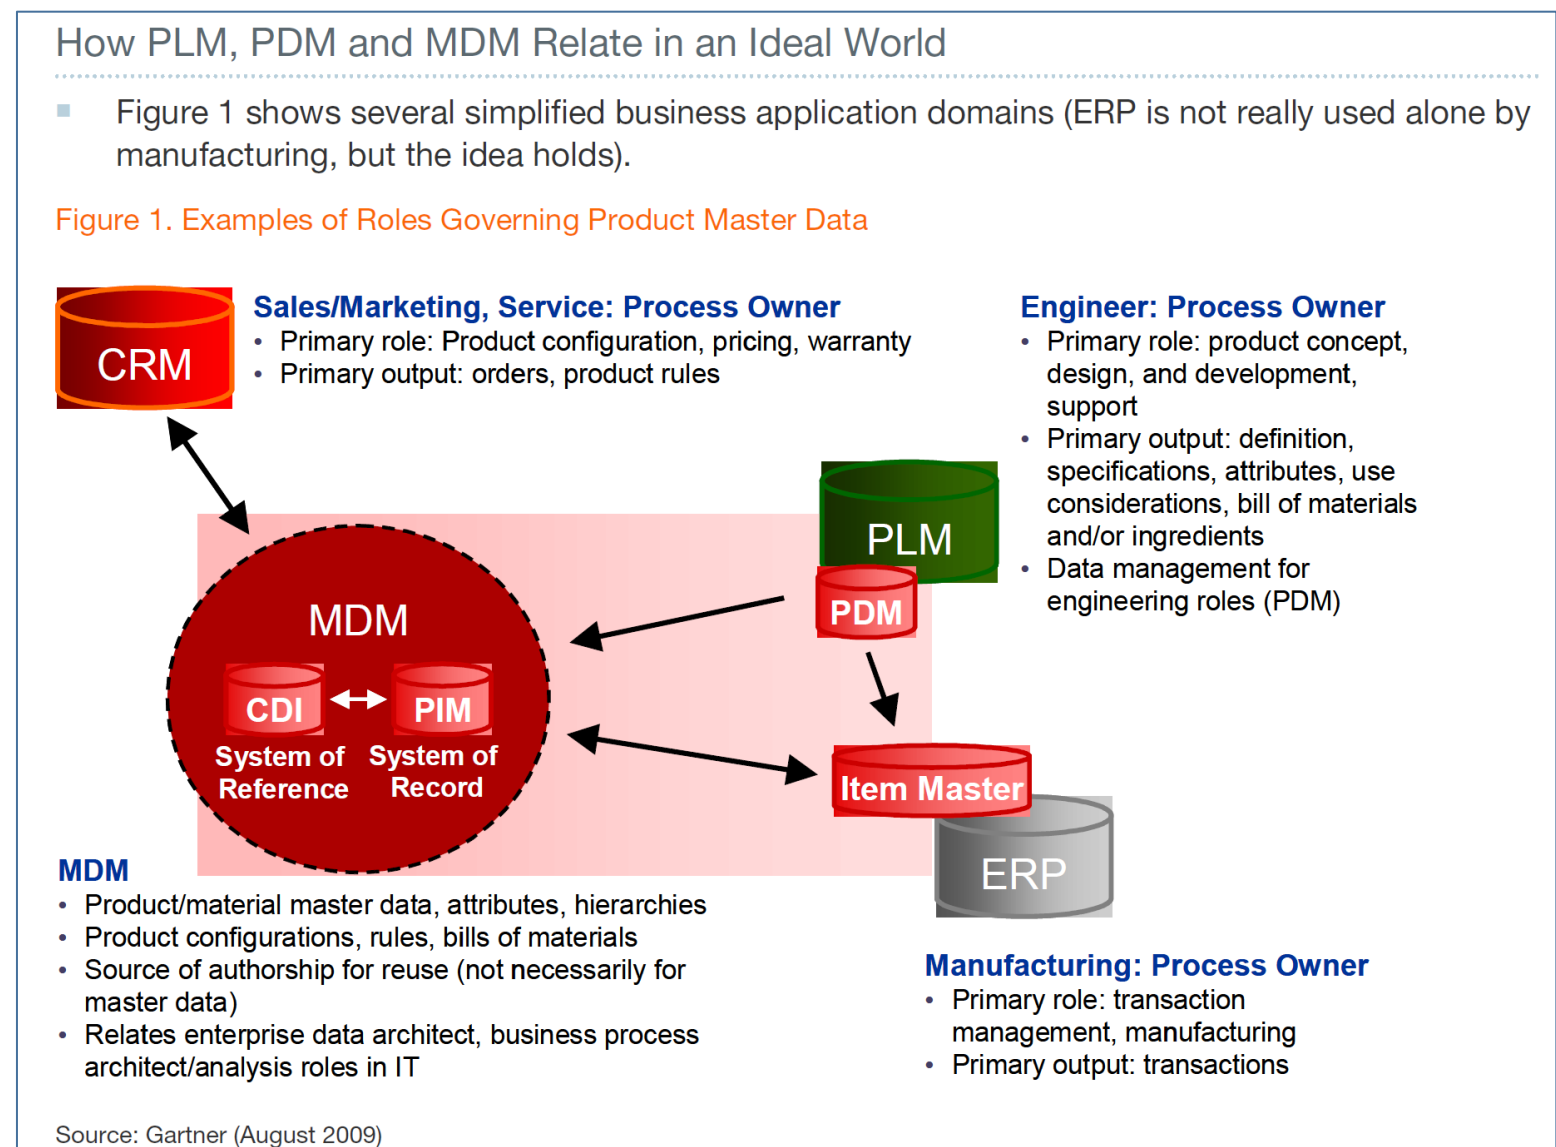 How PLM, PDM and MDM Relate in an Ideal World
Figure 1 shows several simplified business application domains (ERP is not really used alone by
manufacturing, but the idea holds).
Figure 1. Examples of Roles Governing Product Master Data
CRM
Sales/Marketing, Service: Process Owner
• Primary role: Product configuration, pricing, warranty
• Primary output: orders, product rules
Engineer: Process Owner
• Primary role: product concept,
design, and development,
support
• Primary output: definition,
specifications, attributes, use
considerations, bill of materials
and/or ingredients
• Data management for
engineering roles (PDM)
PLM
PDM
MDM
CDI
PIM
System of
Reference
System of
Record
Item Master
ERP
MDM
• Product/material master data, attributes, hierarchies
• Product configurations, rules, bills of materials
• Source of authorship for reuse (not necessarily for
master data)
• Relates enterprise data architect, business process
architect/analysis roles in IT
Manufacturing: Process Owner
• Primary role: transaction
management, manufacturing
• Primary output: transactions
Source: Gartner (August 2009)